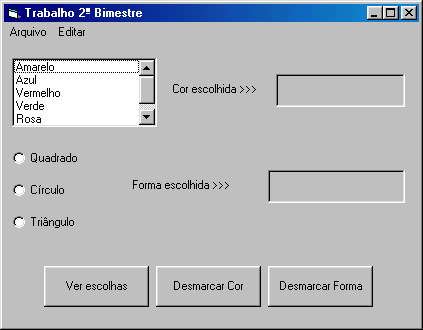 Trabalho 2º Bimestre
Arquivo Editar
Amarelo
Azul
Vermelho
Verde
Rosa
Cor escolhida >>>
Quadrado
Círculo
Triângulo
Forma escolhida >>>
Ver escolhas
Desmarcar Cor
Desmarcar Forma